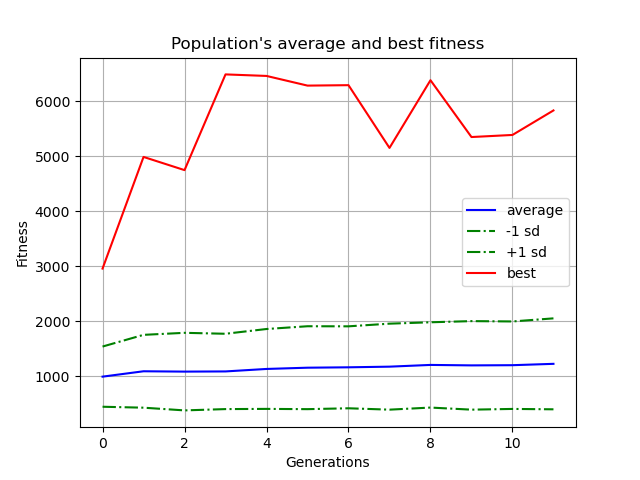 Population's average and best fitness
Fitness
6000
5000
4000
3000
2000
1000
average
-1 sd
+1 sd
best
0 2 4 6 8 10
Generations